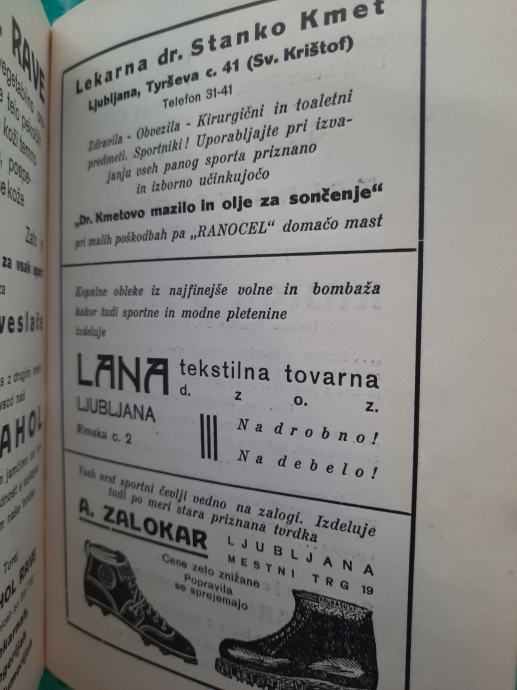 RAVE
za vsak
Lekarna dr. Stanko Kmet
Ljubljana, Tyrševa c. 41 (Sv. Krištof)
Telefon 31-41
Zdravila - Obvezila - Kirurgični in toaletni
predmeti. Sportniki! Uporabljajte pri izva-
janju vseh panog sporta priznano
in izborno učinkujočo
„Dr. Kmetovo mazilo in olje za sončenje“
pri malih poškodbah pa „RANOCEL“ domačo mast
Kopalne obleke iz najfinejše volne in bombaža
kakor tudi sportne in modne pletenine
izdeluje
LANA tekstilna tovarna
d. z o. z.
LJUBLJANA
Rimska c. 2
Na drobno!
Na debelo!
Vseh vrst sportni čevlji vedno na zalogi. Izdeluje
tudi po meri stara priznana tvrdka
A. ZALOKAR LJUBLJANA
MESTNI TRG 19
Cene zelo znižane
Popravila
se sprejemajo